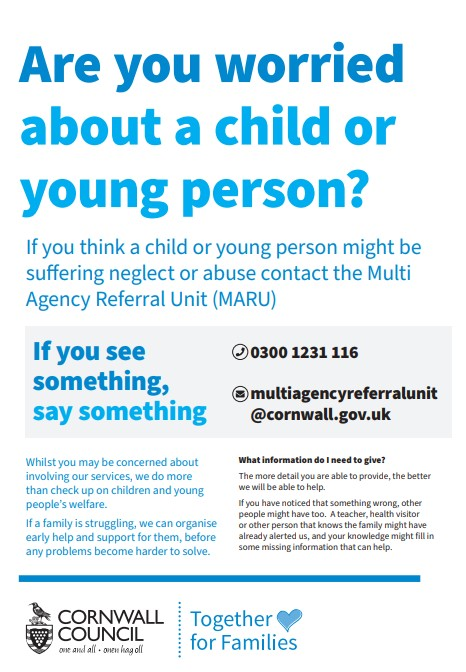 Are you worried
about a child or
young person?
If you think a child or young person might be
suffering neglect or abuse contact the Multi
Agency Referral Unit (MARU)
If you see
something,
say something
0300 1231 116
multiagencyreferralunit
@cornwall.gov.uk
Whilst you may be concerned about
involving our services, we do more
than check up on children and young
people's welfare.
If a family is struggling, we can organise
early help and support for them, before
any problems become harder to solve.
What information do I need to give?
The more detail you are able to provide, the better
we will be able to help.
If you have noticed that something wrong, other
people might have too. A teacher, health visitor
or other person that knows the family might have
already alerted us, and your knowledge might fill in
some missing information that can help.
CORNWALL
COUNCIL
one and all • onen hag oll
Together
for Families